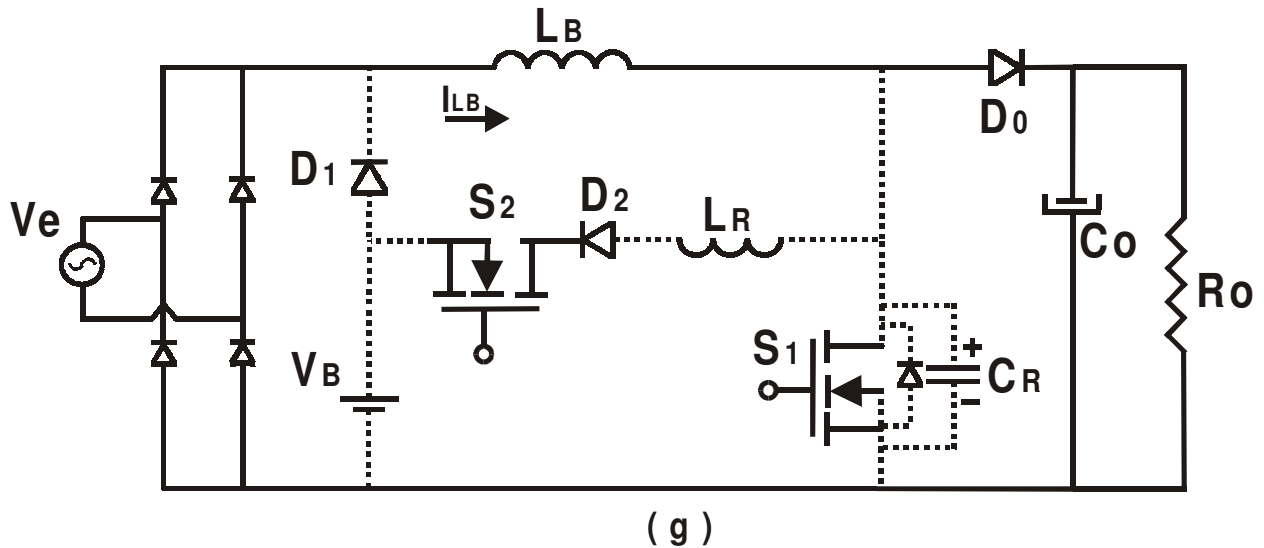 LB
ILB
D0
D1
S2
D2
LR
Ve
Co
Ro
VB
S1
+
CR
−
(g)